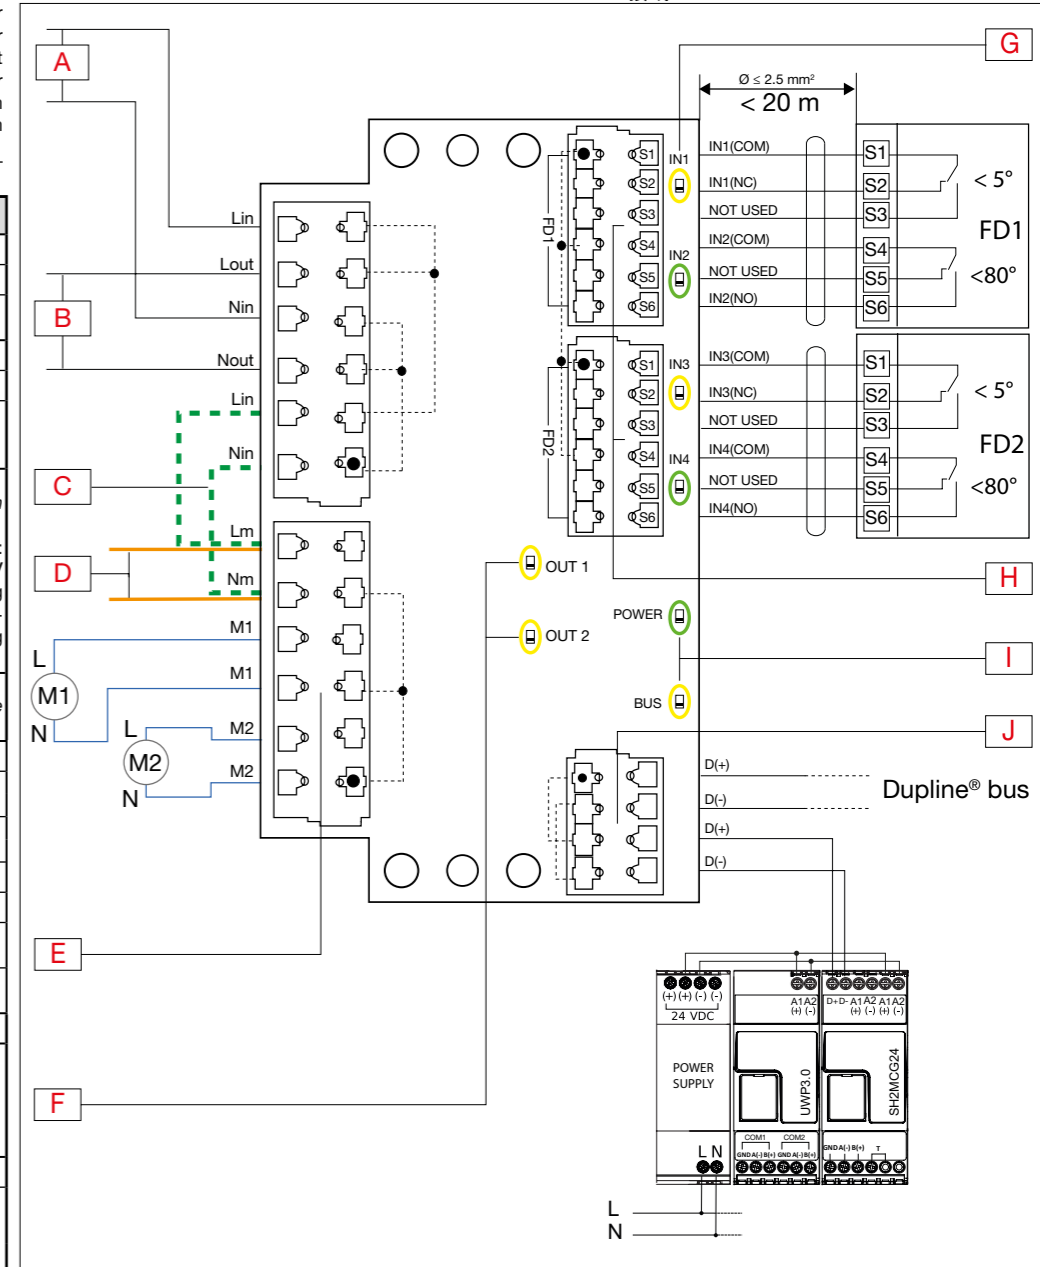 A
G
Ø ≤ 2.5 mm²
< 20 m
S1 IN1 IN1(COM) S1
S2 IN1(NC) S2 < 5°
Lin S3 NOT USED S3
FD1 FD1
S4 IN2(COM) S4
Lout IN2
S5 NOT USED S5 <80°
B Nin S6 IN2(NO) S6
Nout S1 IN3 IN3(COM) S1
S2 IN3(NC) S2 < 5°
Lin S3 NOT USED S3
FD2 FD2
Nin S4 IN4 IN4(COM) S4
C S5 NOT USED S5 <80°
S6 IN4(NO) S6
Lm
D OUT 1 H
Nm
POWER
M1 OUT 2
L I
M1 M1
N BUS
L M2 J
M2 D(+)
M2 Dupline® bus
N D(-)
D(+)
D(-)
E
(+) (+) (-) (-) A1 A2 D+ D- A1 A2 A1 A2
24 VDC (+) (-) (+) (-) (+) (-)
POWER
SUPPLY
UWP3.0
SH2MCG24
F
COM1 COM2
GND A(-) B(+) GND A(-) B(+) GND A(-) B(+) T
L N
L
N